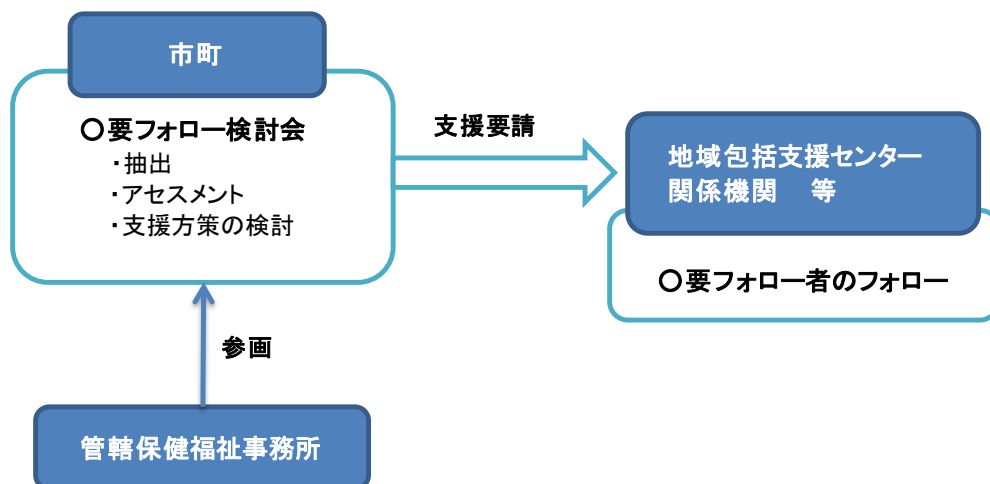 市町
〇要フォロー検討会
・抽出
・アセスメント
・支援方策の検討
支援要請
地域包括支援センター
関係機関　等
〇要フォロー者のフォロー
参画
管轄保健福祉事務所